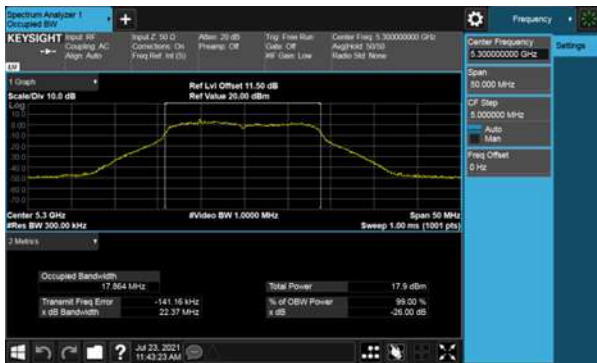 Spectrum Analyzer 1
Occupied BW
+
Frequency
KEYSIGHT
Input: RF
Coupling: AC
Align: Auto
Input Z: 50 Ω
Corrections: On
Freq Ref: Int (S)
Atten: 20 dB
Preamp: Off
Trig: Free Run
Gate: Off
#IF Gain: Low
Center Freq: 5.300000000 GHz
Avg|Hold: 50/50
Radio Std: None
Center Frequency
5.300000000 GHz
Settings
Span
50.000 MHz
CF Step
5.000000 MHz
Auto
Man
Freq Offset
0 Hz
1 Graph
Scale/Div 10.0 dB
Ref Lvl Offset 11.50 dB
Ref Value 20.00 dBm
Log
10.0
0.00
Center 5.3 GHz
#Res BW 300.00 kHz
#Video BW 1.0000 MHz
Span 50 MHz
Sweep 1.00 ms (1001 pts)
2 Metrics
Occupied Bandwidth
17.864 MHz
Total Power
17.9 dBm
Transmit Freq Error
-141.16 kHz
% of OBW Power
99.00 %
x dB Bandwidth
22.37 MHz
x dB
-26.00 dB
?
Jul 23, 2021
11:43:23 AM